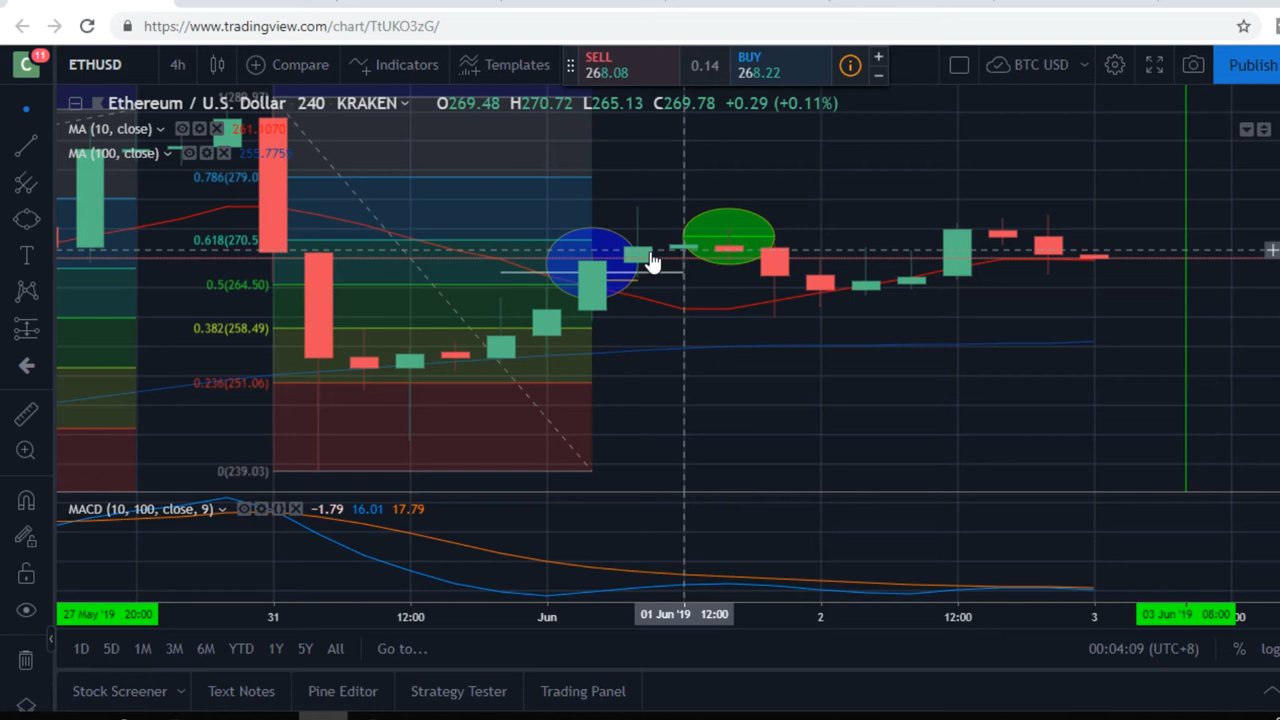 https://www.tradingview.com/chart/TtUKO3zG/
C 11 ETHUSD 4h Compare Indicators Templates SELL 268.08 0.14 BUY 268.22 BTC USD Publish
Ethereum / U.S. Dollar 240 KRAKEN O269.48 H270.72 L265.13 C269.78 +0.29 (+0.11%)
MA (10, close) 261.1070
MA (100, close) 255.775
0.786(279.0
0.618(270.5
0.5(264.50)
0.382(258.49)
0.236(251.06)
0(239.03)
MACD (10, 100, close, 9) −1.79 16.01 17.79
27 May '19 20:00 31 12:00 Jun 01 Jun '19 12:00 2 12:00 3 03 Jun '19 08:00
1D 5D 1M 3M 6M YTD 1Y 5Y All Go to... 00:04:09 (UTC+8) % log
Stock Screener Text Notes Pine Editor Strategy Tester Trading Panel